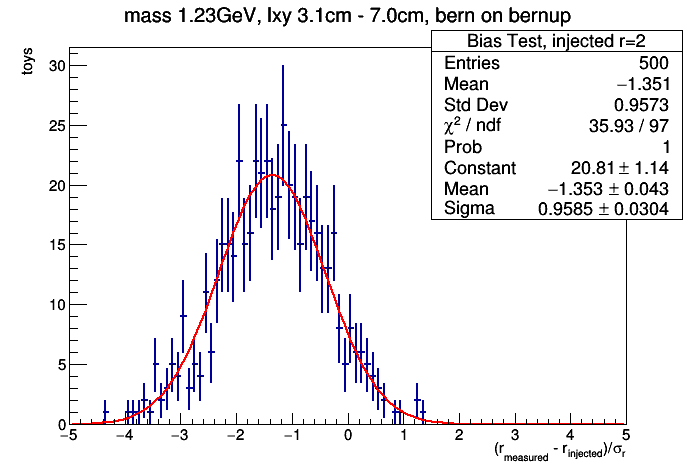 mass 1.23GeV, lxy 3.1cm - 7.0cm, bern on bernup
Bias Test, injected r=2
Entries 500
Mean −1.351
Std Dev 0.9573
χ² / ndf 35.93 / 97
Prob 1
Constant 20.81 ± 1.14
Mean −1.353 ± 0.043
Sigma 0.9585 ± 0.0304
toys
30
25
20
15
10
5
0
−5 −4 −3 −2 −1 0 1 2 3 4 5
(r_measured - r_injected)/σ_r